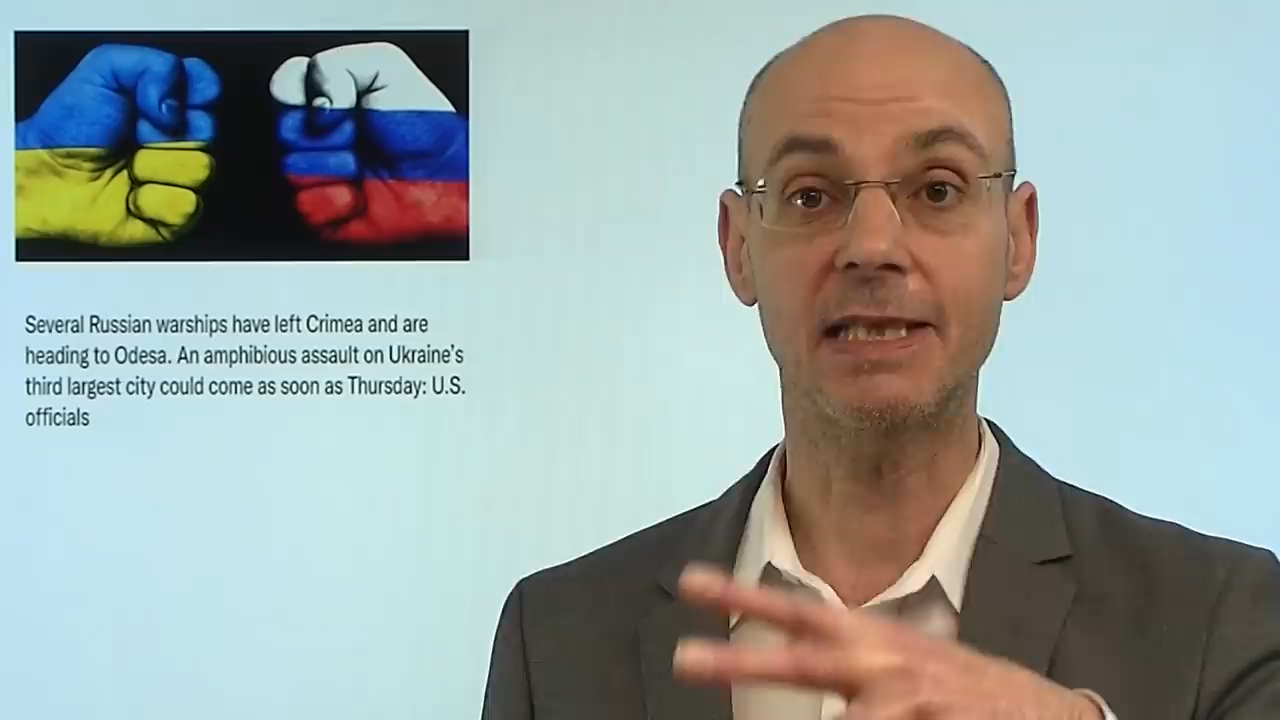 Several Russian warships have left Crimea and are
heading to Odesa. An amphibious assault on Ukraine's
third largest city could come as soon as Thursday: U.S.
officials